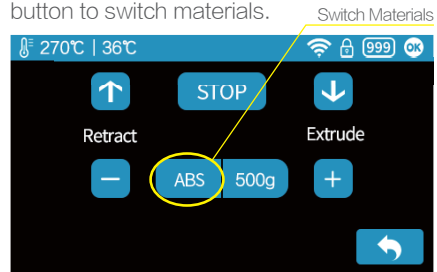 button to switch materials.
Switch Materials
270℃ | 36℃
999 OK
STOP
Retract
Extrude
ABS 500g